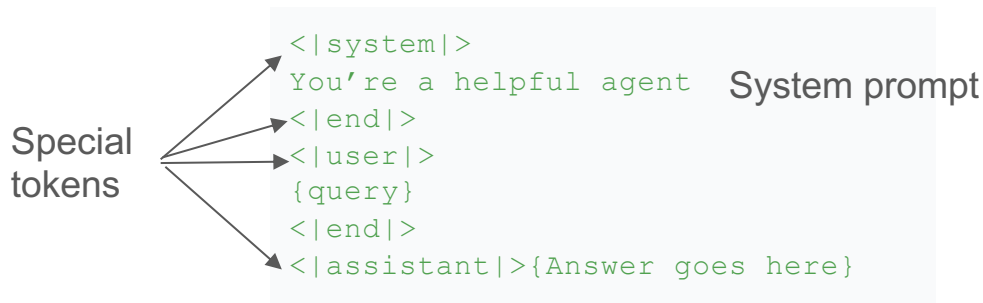 <|system|>
You’re a helpful agent
System prompt
<|end|>
Special
tokens
<|user|>
{query}
<|end|>
<|assistant|>{Answer goes here}